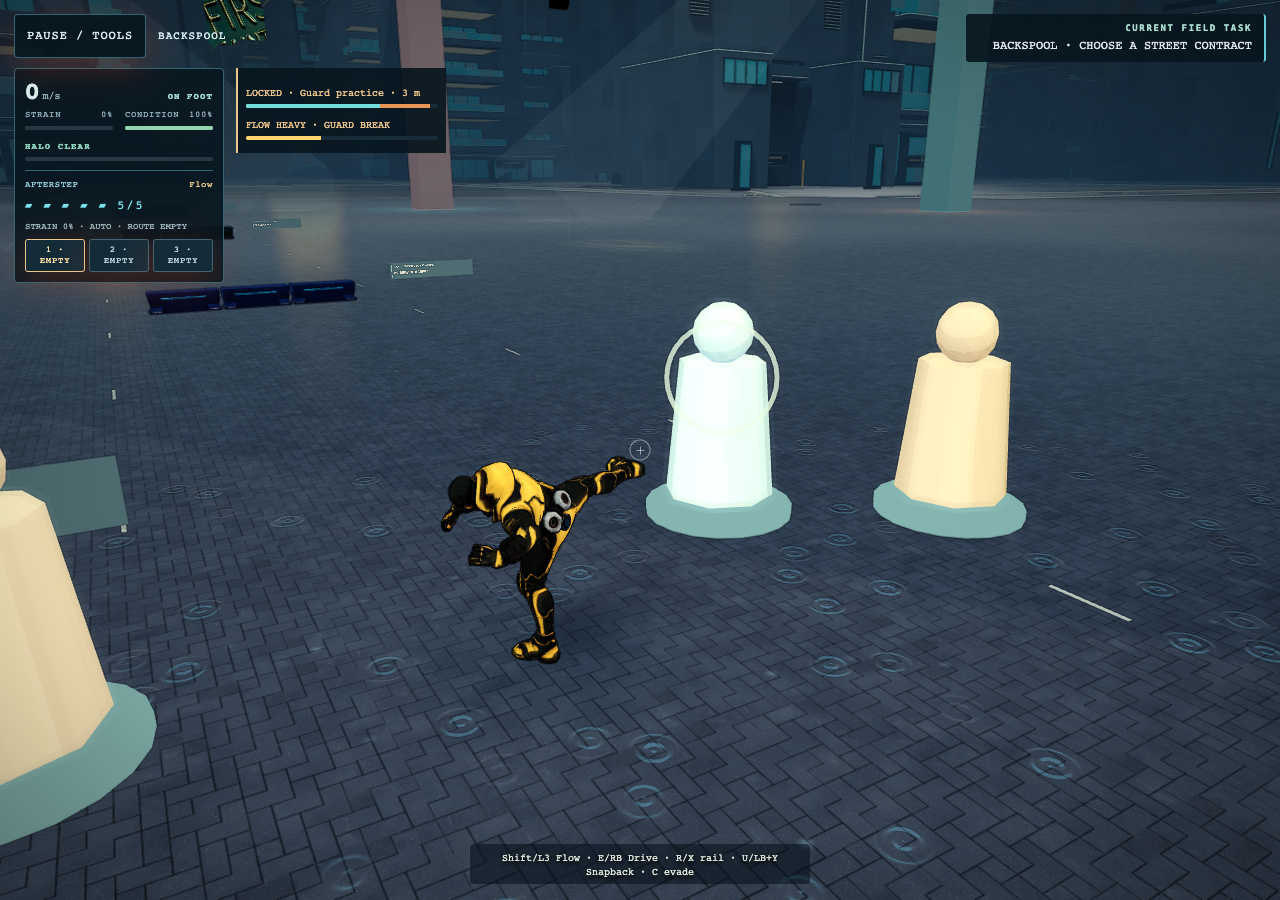 FIRS
PAUSE / TOOLS
BACKSPOOL
CURRENT FIELD TASK
BACKSPOOL · CHOOSE A STREET CONTRACT
0 m/s
ON FOOT
STRAIN 0%
CONDITION 100%
HALO CLEAR
AFTERSTEP
Flow
5/5
STRAIN 0% · AUTO · ROUTE EMPTY
1 · EMPTY
2 · EMPTY
3 · EMPTY
LOCKED · Guard practice · 3 m
FLOW HEAVY · GUARD BREAK
Shift/L3 Flow · E/RB Drive · R/X rail · U/LB+Y
Snapback · C evade